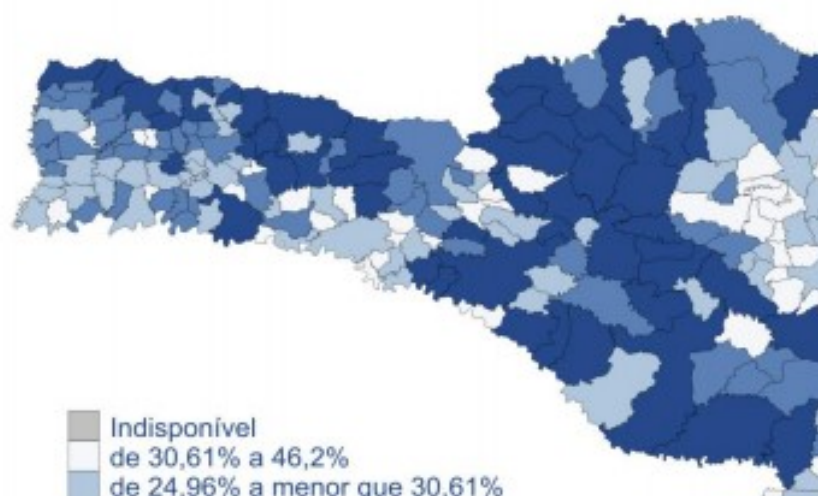 Indisponível
de 30,61% a 46,2%
de 24,96% a menor que 30,61%